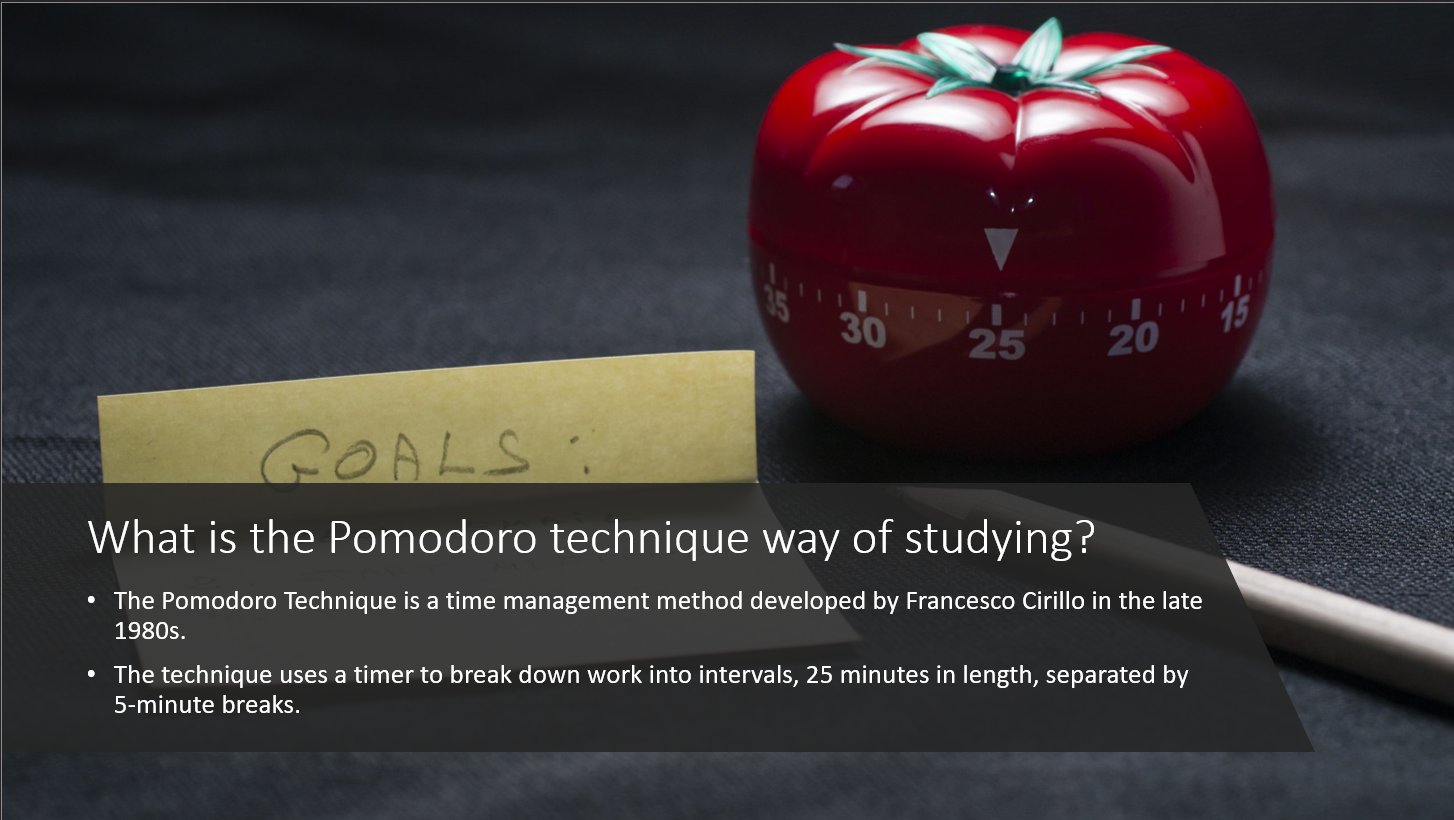 35 30 25 20 15
GOALS :
What is the Pomodoro technique way of studying?
• The Pomodoro Technique is a time management method developed by Francesco Cirillo in the late
1980s.
• The technique uses a timer to break down work into intervals, 25 minutes in length, separated by
5-minute breaks.